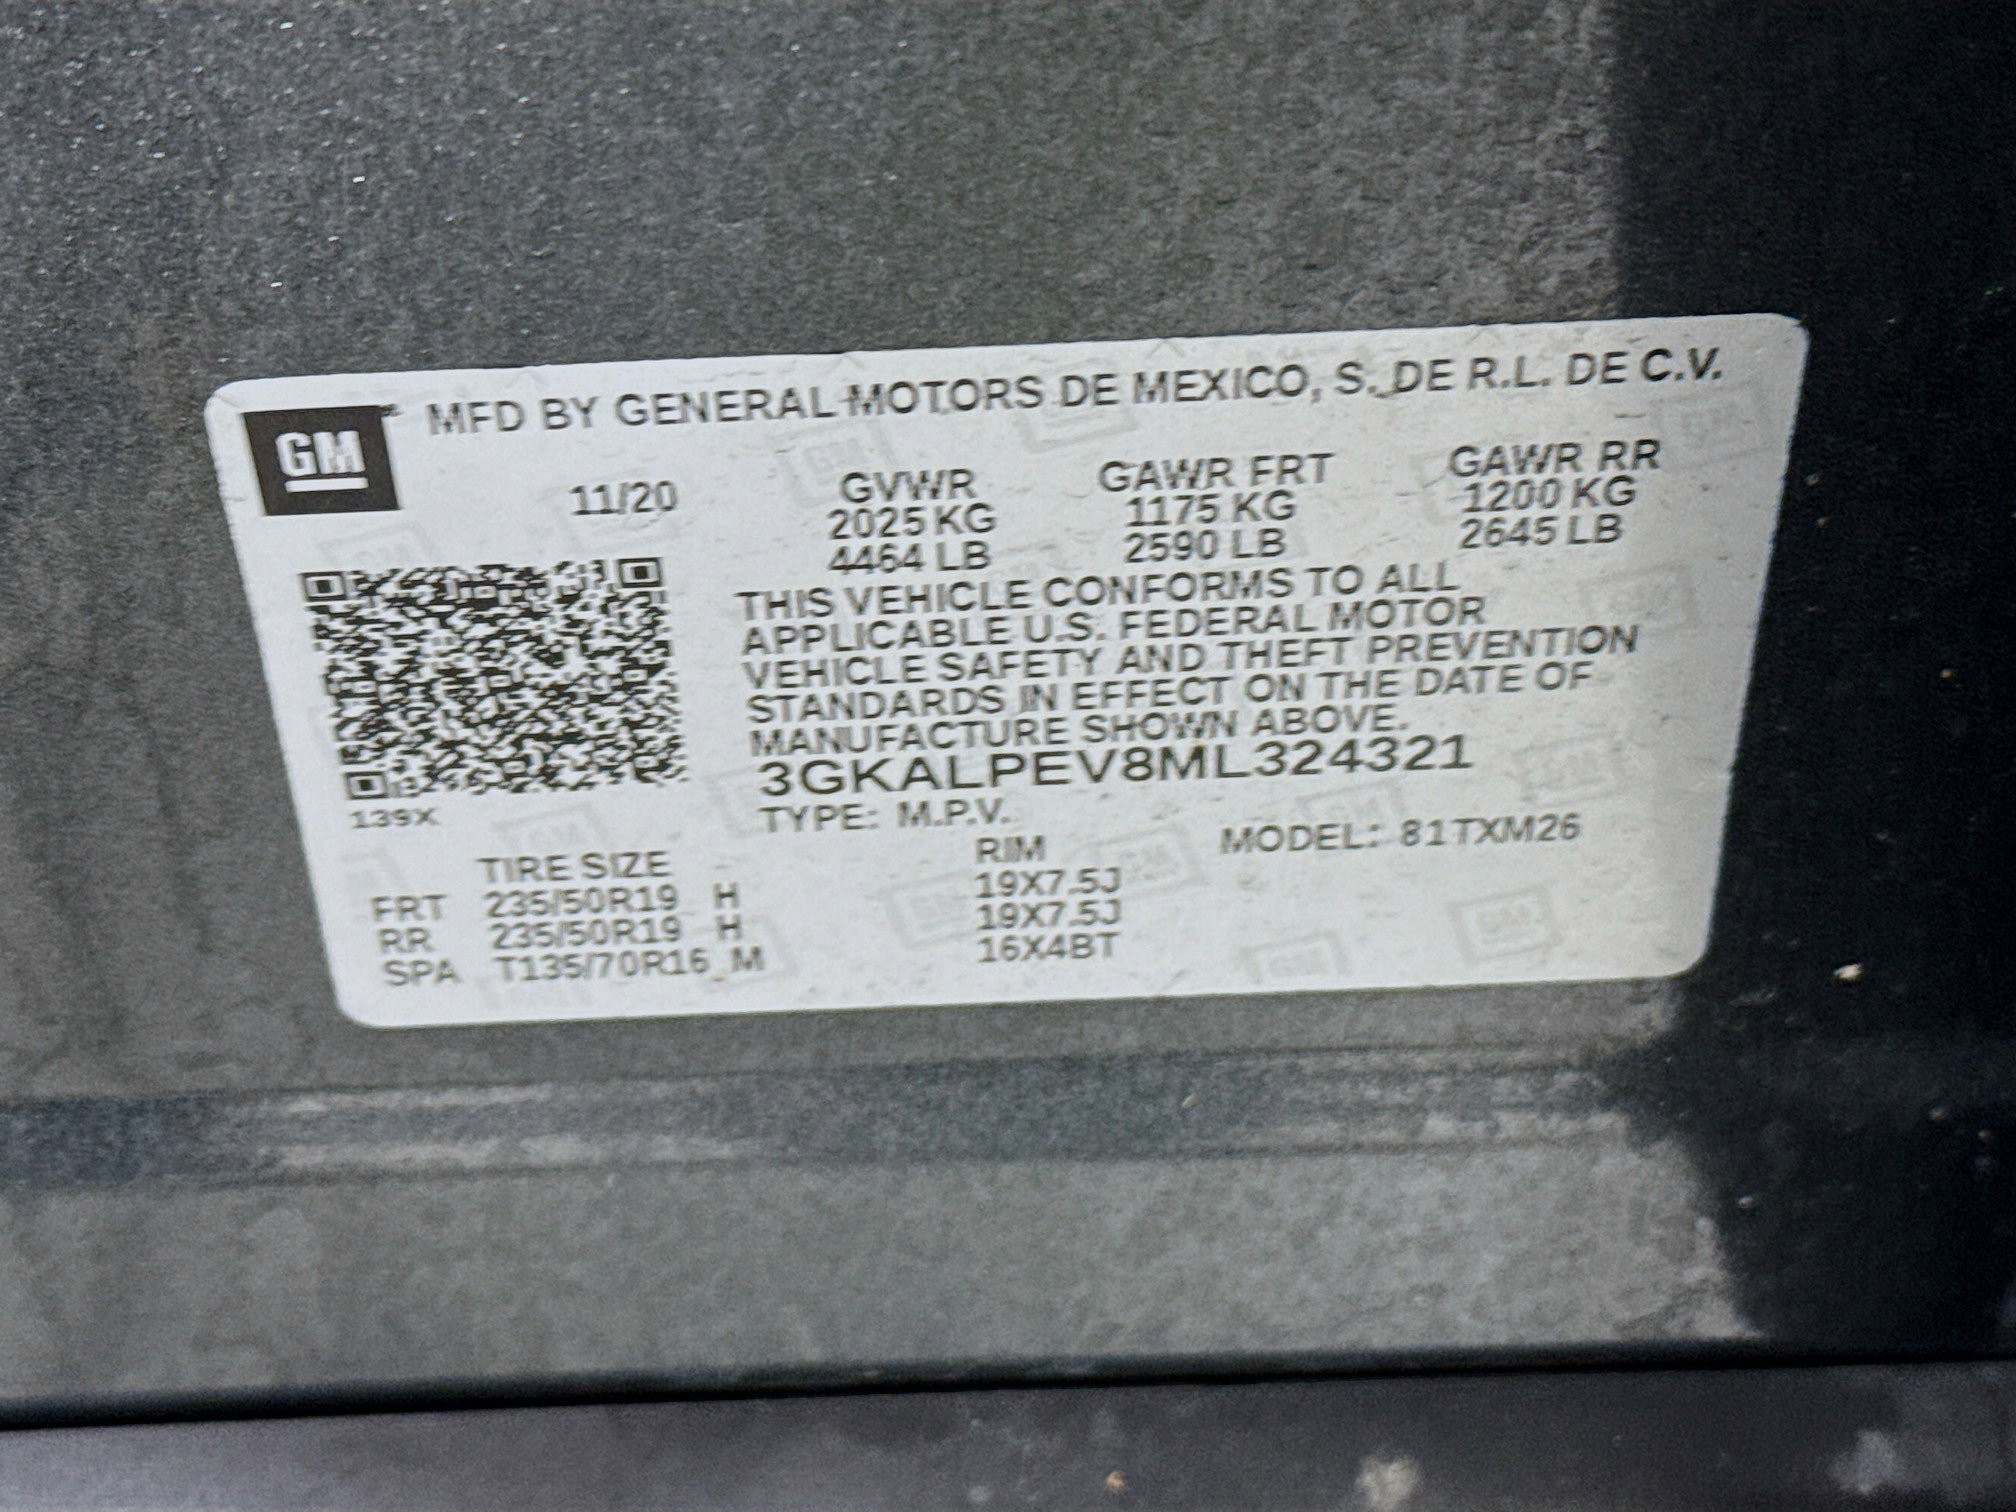 GM MFD BY GENERAL MOTORS DE MEXICO, S. DE R.L. DE C.V.
11/20 GVWR GAWR FRT GAWR RR
2025 KG 1175 KG 1200 KG
4464 LB 2590 LB 2645 LB
THIS VEHICLE CONFORMS TO ALL
APPLICABLE U.S. FEDERAL MOTOR
VEHICLE SAFETY AND THEFT PREVENTION
STANDARDS IN EFFECT ON THE DATE OF
MANUFACTURE SHOWN ABOVE.
3GKALPEV8ML324321
139X TYPE: M.P.V. MODEL: 81TXM26
TIRE SIZE RIM
FRT 235/50R19 H 19X7.5J
RR 235/50R19 H 19X7.5J
SPA T135/70R16 M 16X4BT